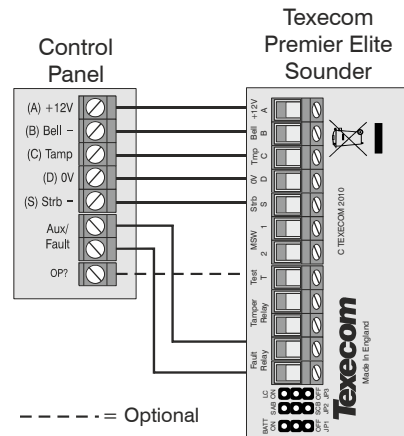 Control
Panel
Texecom
Premier Elite
Sounder
(A) +12V
(B) Bell -
(C) Tamp
(D) 0V
(S) Strb -
Aux/
Fault
OP?
+12V A
Bell B
Tmp C
0V D
Strb S
MSW 1
2
Test T
Tamper
Relay
Fault
Relay
© TEXECOM 2010
Texecom
Made In England
LC ON OFF JP3
SAB SCB JP2
BATT ON OFF JP1
= Optional